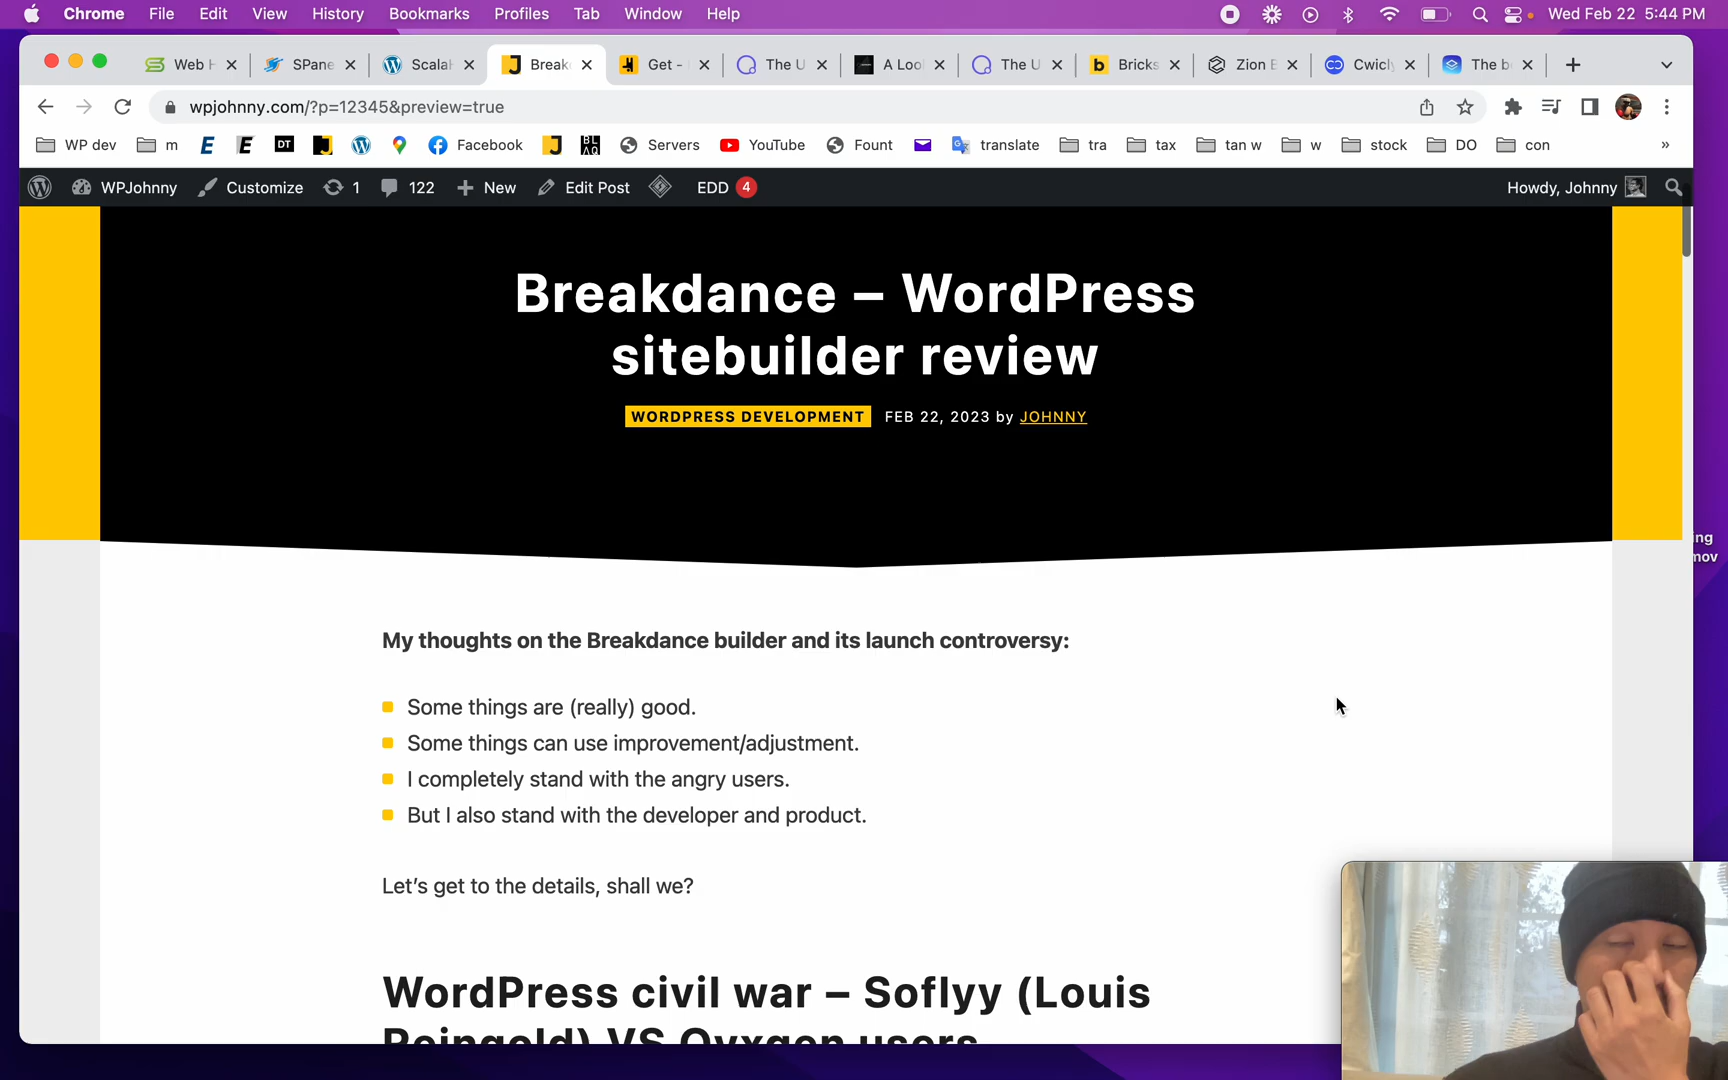 Chrome File Edit View History Bookmarks Profiles Tab Window Help Wed Feb 22 5:44 PM
Web H SPane Scala Break Get - The U A Loo The U Bricks Zion B Cwicl The b
wpjohnny.com/?p=12345&preview=true
WP dev m Facebook Servers YouTube Fount translate tra tax tan w w stock DO con »
WPJohnny Customize 1 122 New Edit Post EDD 4 Howdy, Johnny
Breakdance – WordPress
sitebuilder review
WORDPRESS DEVELOPMENT FEB 22, 2023 by JOHNNY
ing
mov
My thoughts on the Breakdance builder and its launch controversy:
Some things are (really) good.
Some things can use improvement/adjustment.
I completely stand with the angry users.
But I also stand with the developer and product.
Let's get to the details, shall we?
WordPress civil war – Soflyy (Louis
Reingold) VS Oyxgen users